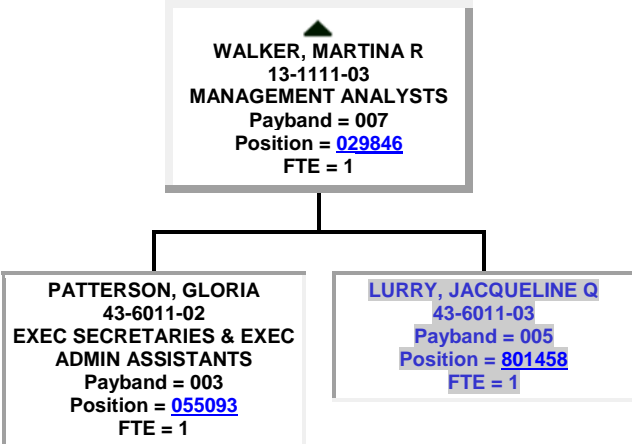 WALKER, MARTINA R
13-1111-03
MANAGEMENT ANALYSTS
Payband = 007
Position = 029846
FTE = 1
PATTERSON, GLORIA
43-6011-02
EXEC SECRETARIES & EXEC
ADMIN ASSISTANTS
Payband = 003
Position = 055093
FTE = 1
LURRY, JACQUELINE Q
43-6011-03
Payband = 005
Position = 801458
FTE = 1